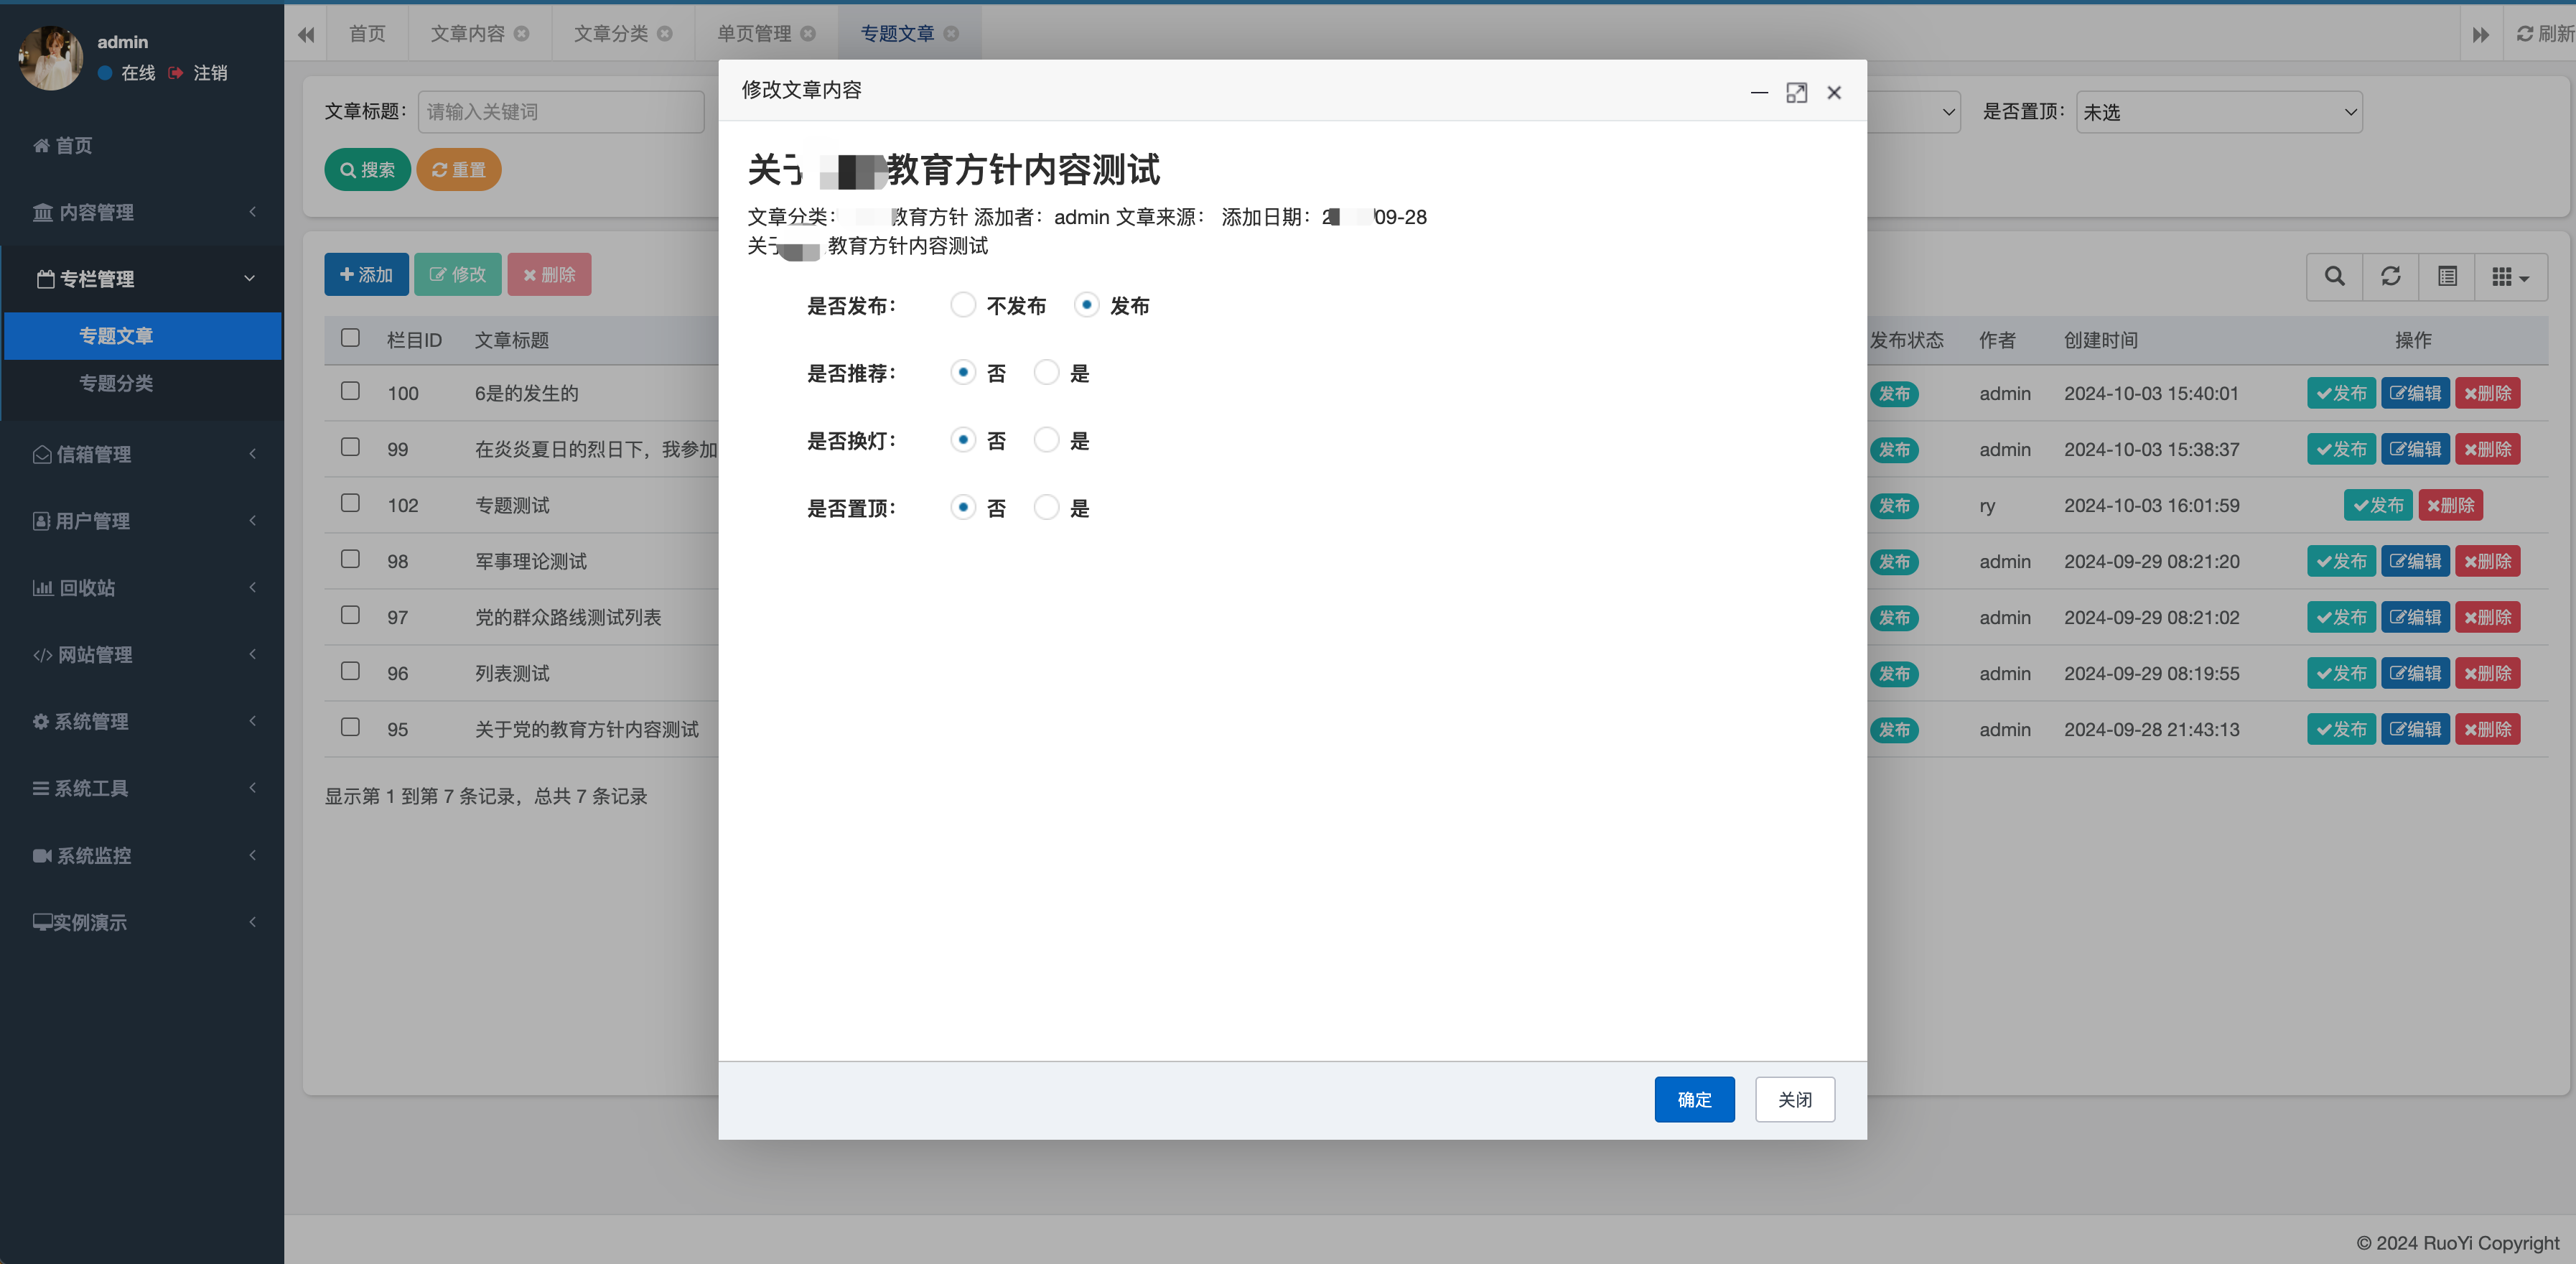 admin
在线 注销
首页
内容管理
专栏管理
专题文章
专题分类
信箱管理
用户管理
回收站
网站管理
系统管理
系统工具
系统监控
实例演示
首页 文章内容 文章分类 单页管理 专题文章 刷新
文章标题： 请输入关键词 是否置顶： 未选
搜索 重置
添加 修改 删除
栏目ID 文章标题 发布状态 作者 创建时间 操作
100 6是的发生的 发布 admin 2024-10-03 15:40:01 发布 编辑 删除
99 在炎炎夏日的烈日下，我参加 发布 admin 2024-10-03 15:38:37 发布 编辑 删除
102 专题测试 发布 ry 2024-10-03 16:01:59 发布 删除
98 军事理论测试 发布 admin 2024-09-29 08:21:20 发布 编辑 删除
97 党的群众路线测试列表 发布 admin 2024-09-29 08:21:02 发布 编辑 删除
96 列表测试 发布 admin 2024-09-29 08:19:55 发布 编辑 删除
95 关于党的教育方针内容测试 发布 admin 2024-09-28 21:43:13 发布 编辑 删除
显示第 1 到第 7 条记录，总共 7 条记录
修改文章内容
关于 教育方针内容测试
文章分类： 教育方针 添加者：admin 文章来源： 添加日期：2 09-28
关于 教育方针内容测试
是否发布： 不发布 发布
是否推荐： 否 是
是否换灯： 否 是
是否置顶： 否 是
确定 关闭
© 2024 RuoYi Copyright